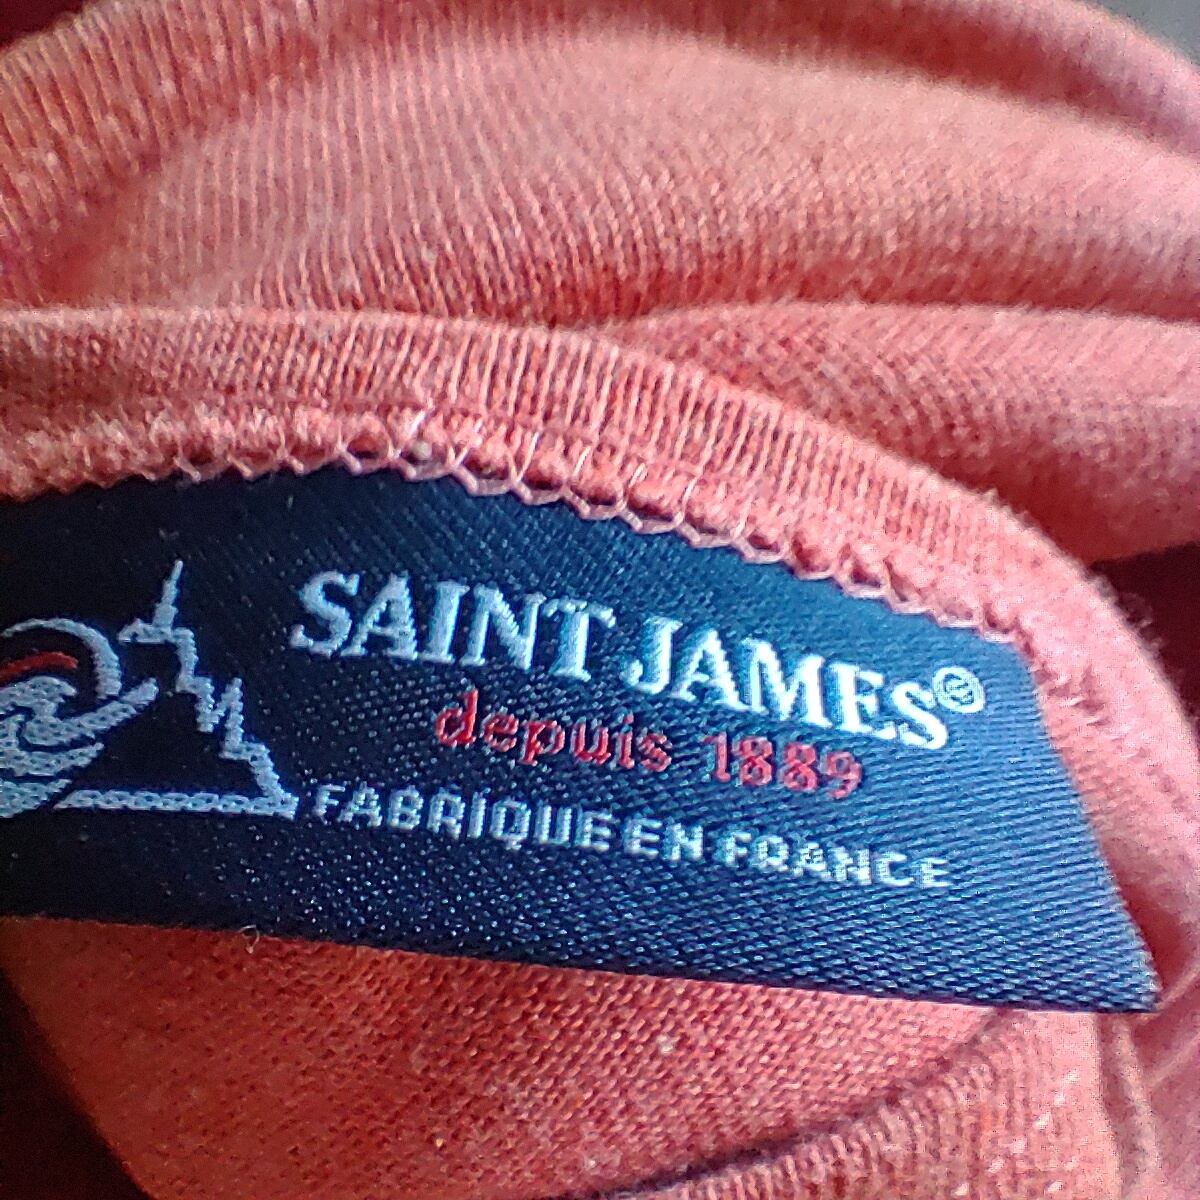 SAINT JAMES®
depuis 1889
FABRIQUE EN FRANCE